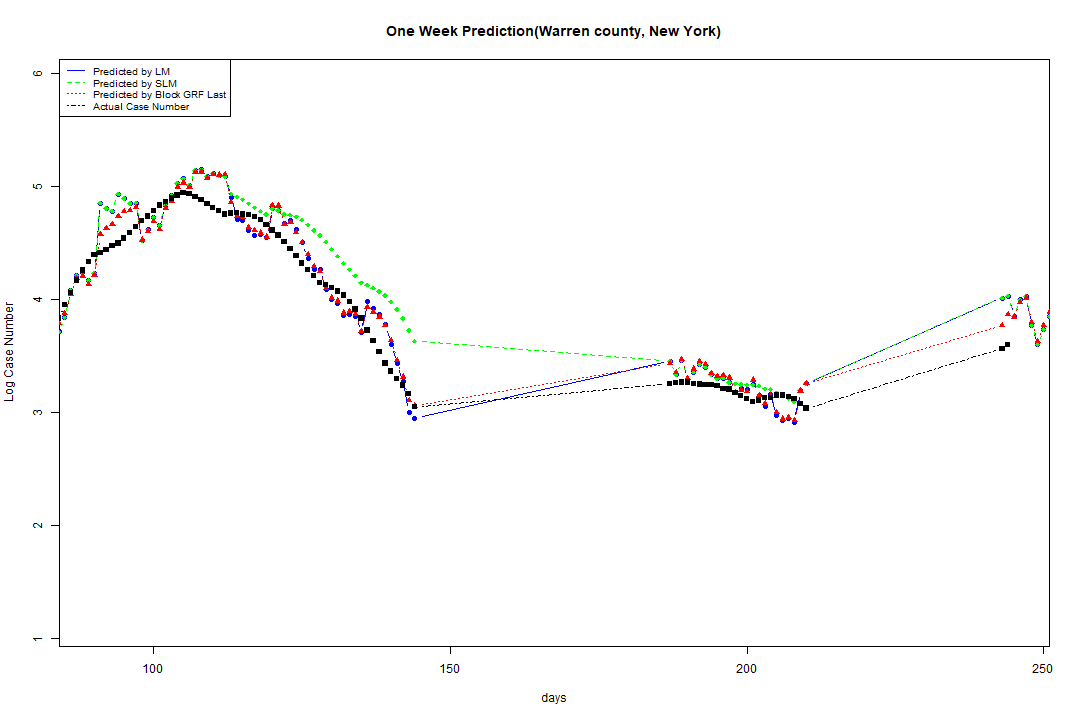 One Week Prediction(Warren county, New York)
Predicted by LM
Predicted by SLM
Predicted by Block GRF Last
Actual Case Number
6
5
4
3
2
1
Log Case Number
100 150 200 250
days